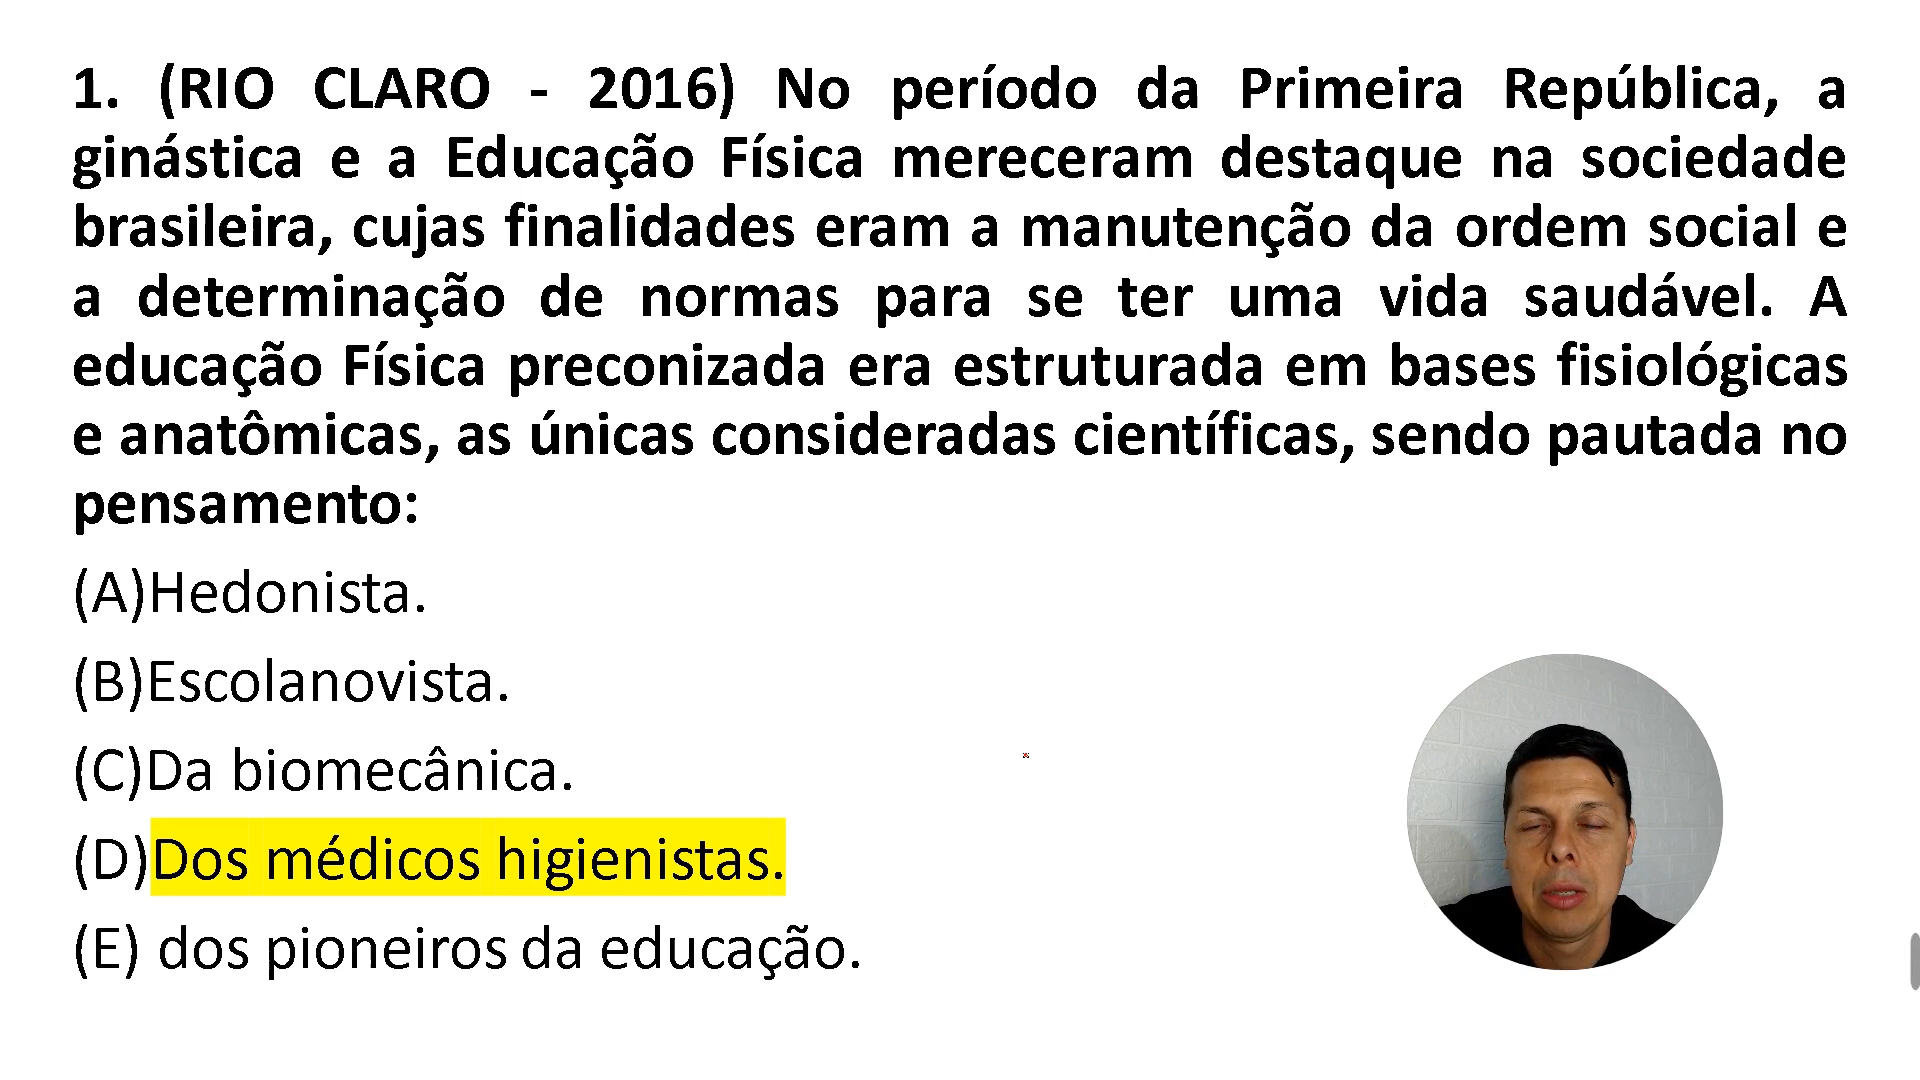 1. (RIO CLARO - 2016) No período da Primeira República, a
ginástica e a Educação Física mereceram destaque na sociedade
brasileira, cujas finalidades eram a manutenção da ordem social e
a determinação de normas para se ter uma vida saudável. A
educação Física preconizada era estruturada em bases fisiológicas
e anatômicas, as únicas consideradas científicas, sendo pautada no
pensamento:
(A)Hedonista.
(B)Escolanovista.
(C)Da biomecânica.
(D)Dos médicos higienistas.
(E) dos pioneiros da educação.